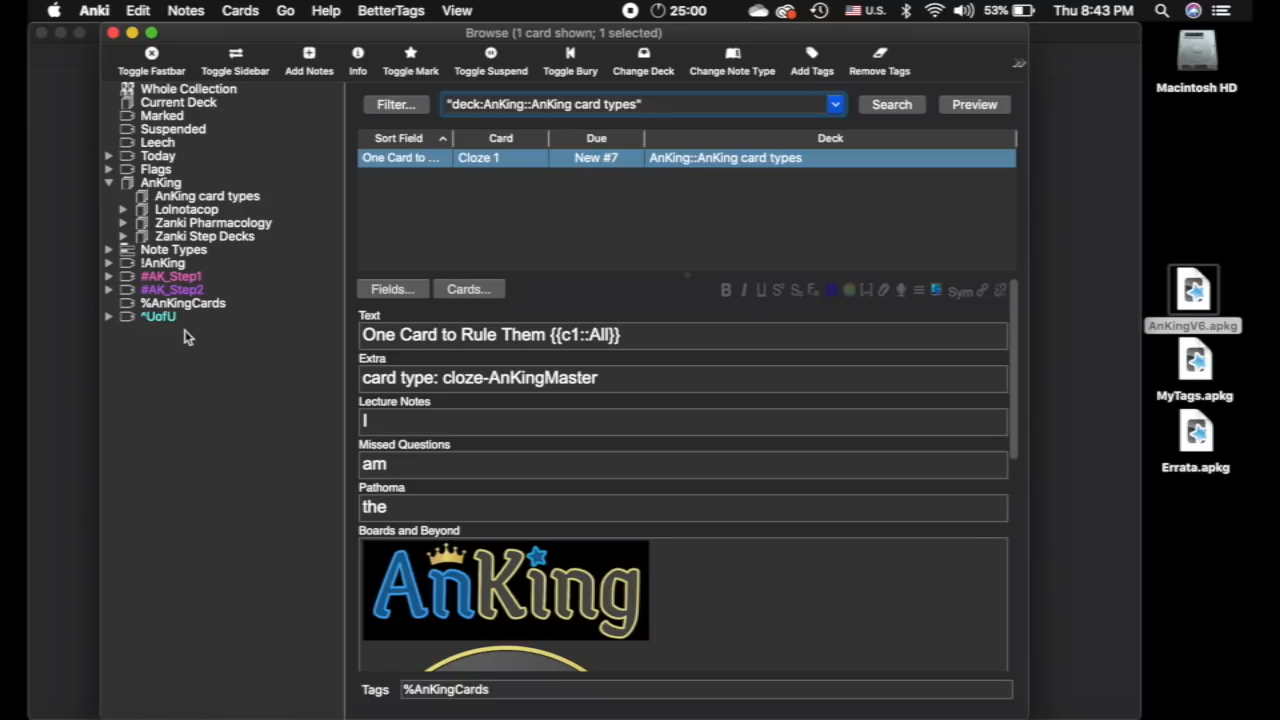 Anki Edit Notes Cards Go Help BetterTags View 25:00 U.S. 53% Thu 8:43 PM
Browse (1 card shown; 1 selected)
Toggle Fastbar Toggle Sidebar Add Notes Info Toggle Mark Toggle Suspend Toggle Bury Change Deck Change Note Type Add Tags Remove Tags
Whole Collection
Current Deck
Marked
Suspended
Leech
Today
Flags
AnKing
AnKing card types
Lolnotacop
Zanki Pharmacology
Zanki Step Decks
Note Types
!AnKing
#AK_Step1
#AK_Step2
%AnKingCards
^UofU
Filter... "deck:AnKing::AnKing card types" Search Preview
Sort Field Card Due Deck
One Card to ... Cloze 1 New #7 AnKing::AnKing card types
Fields... Cards... Sym
Text
One Card to Rule Them {{c1::All}}
Extra
card type: cloze-AnKingMaster
Lecture Notes
I
Missed Questions
am
Pathoma
the
Boards and Beyond
AnKing
Tags %AnKingCards
Macintosh HD
AnKingV6.apkg
MyTags.apkg
Errata.apkg